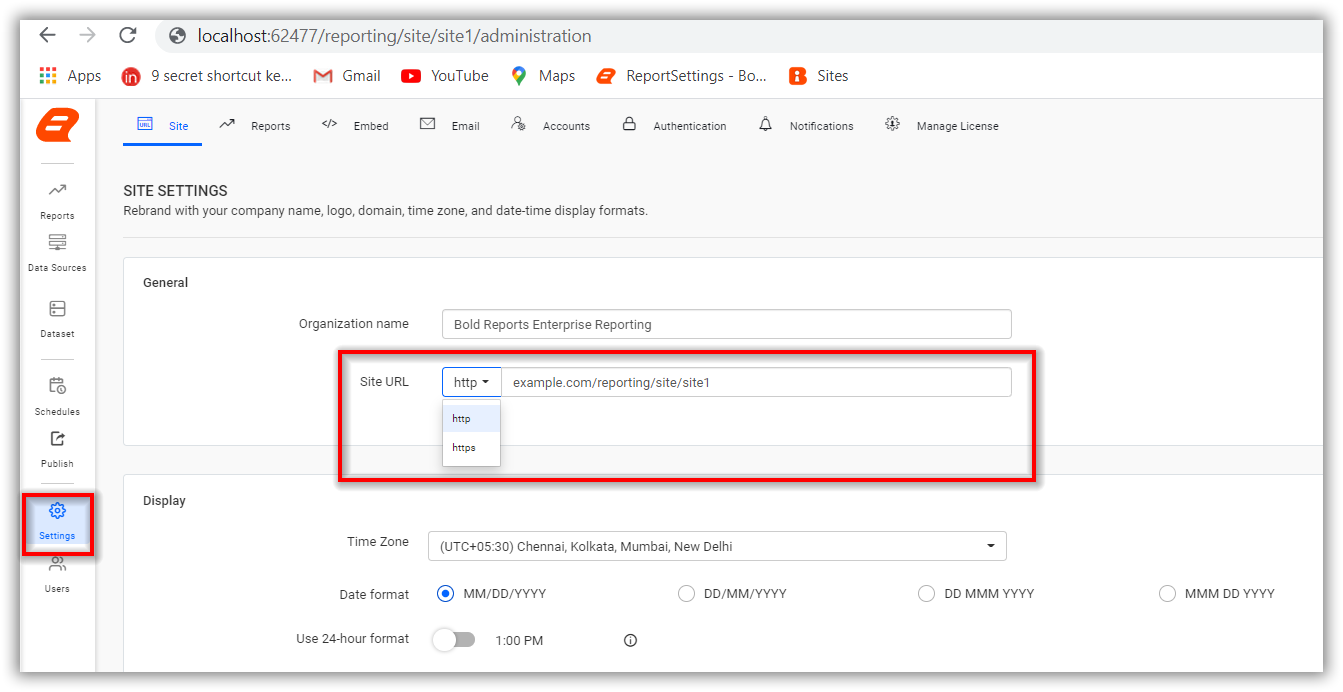 localhost:62477/reporting/site/site1/administration
Apps 9 secret shortcut ke... Gmail YouTube Maps ReportSettings - Bo... Sites
URL Site Reports </> Embed Email Accounts Authentication Notifications Manage License
Reports
Data Sources
Dataset
Schedules
Publish
Settings
Users
SITE SETTINGS
Rebrand with your company name, logo, domain, time zone, and date-time display formats.
General
Organization name Bold Reports Enterprise Reporting
Site URL http example.com/reporting/site/site1
http
https
Display
Time Zone (UTC+05:30) Chennai, Kolkata, Mumbai, New Delhi
Date format MM/DD/YYYY DD/MM/YYYY DD MMM YYYY MMM DD YYYY
Use 24-hour format 1:00 PM